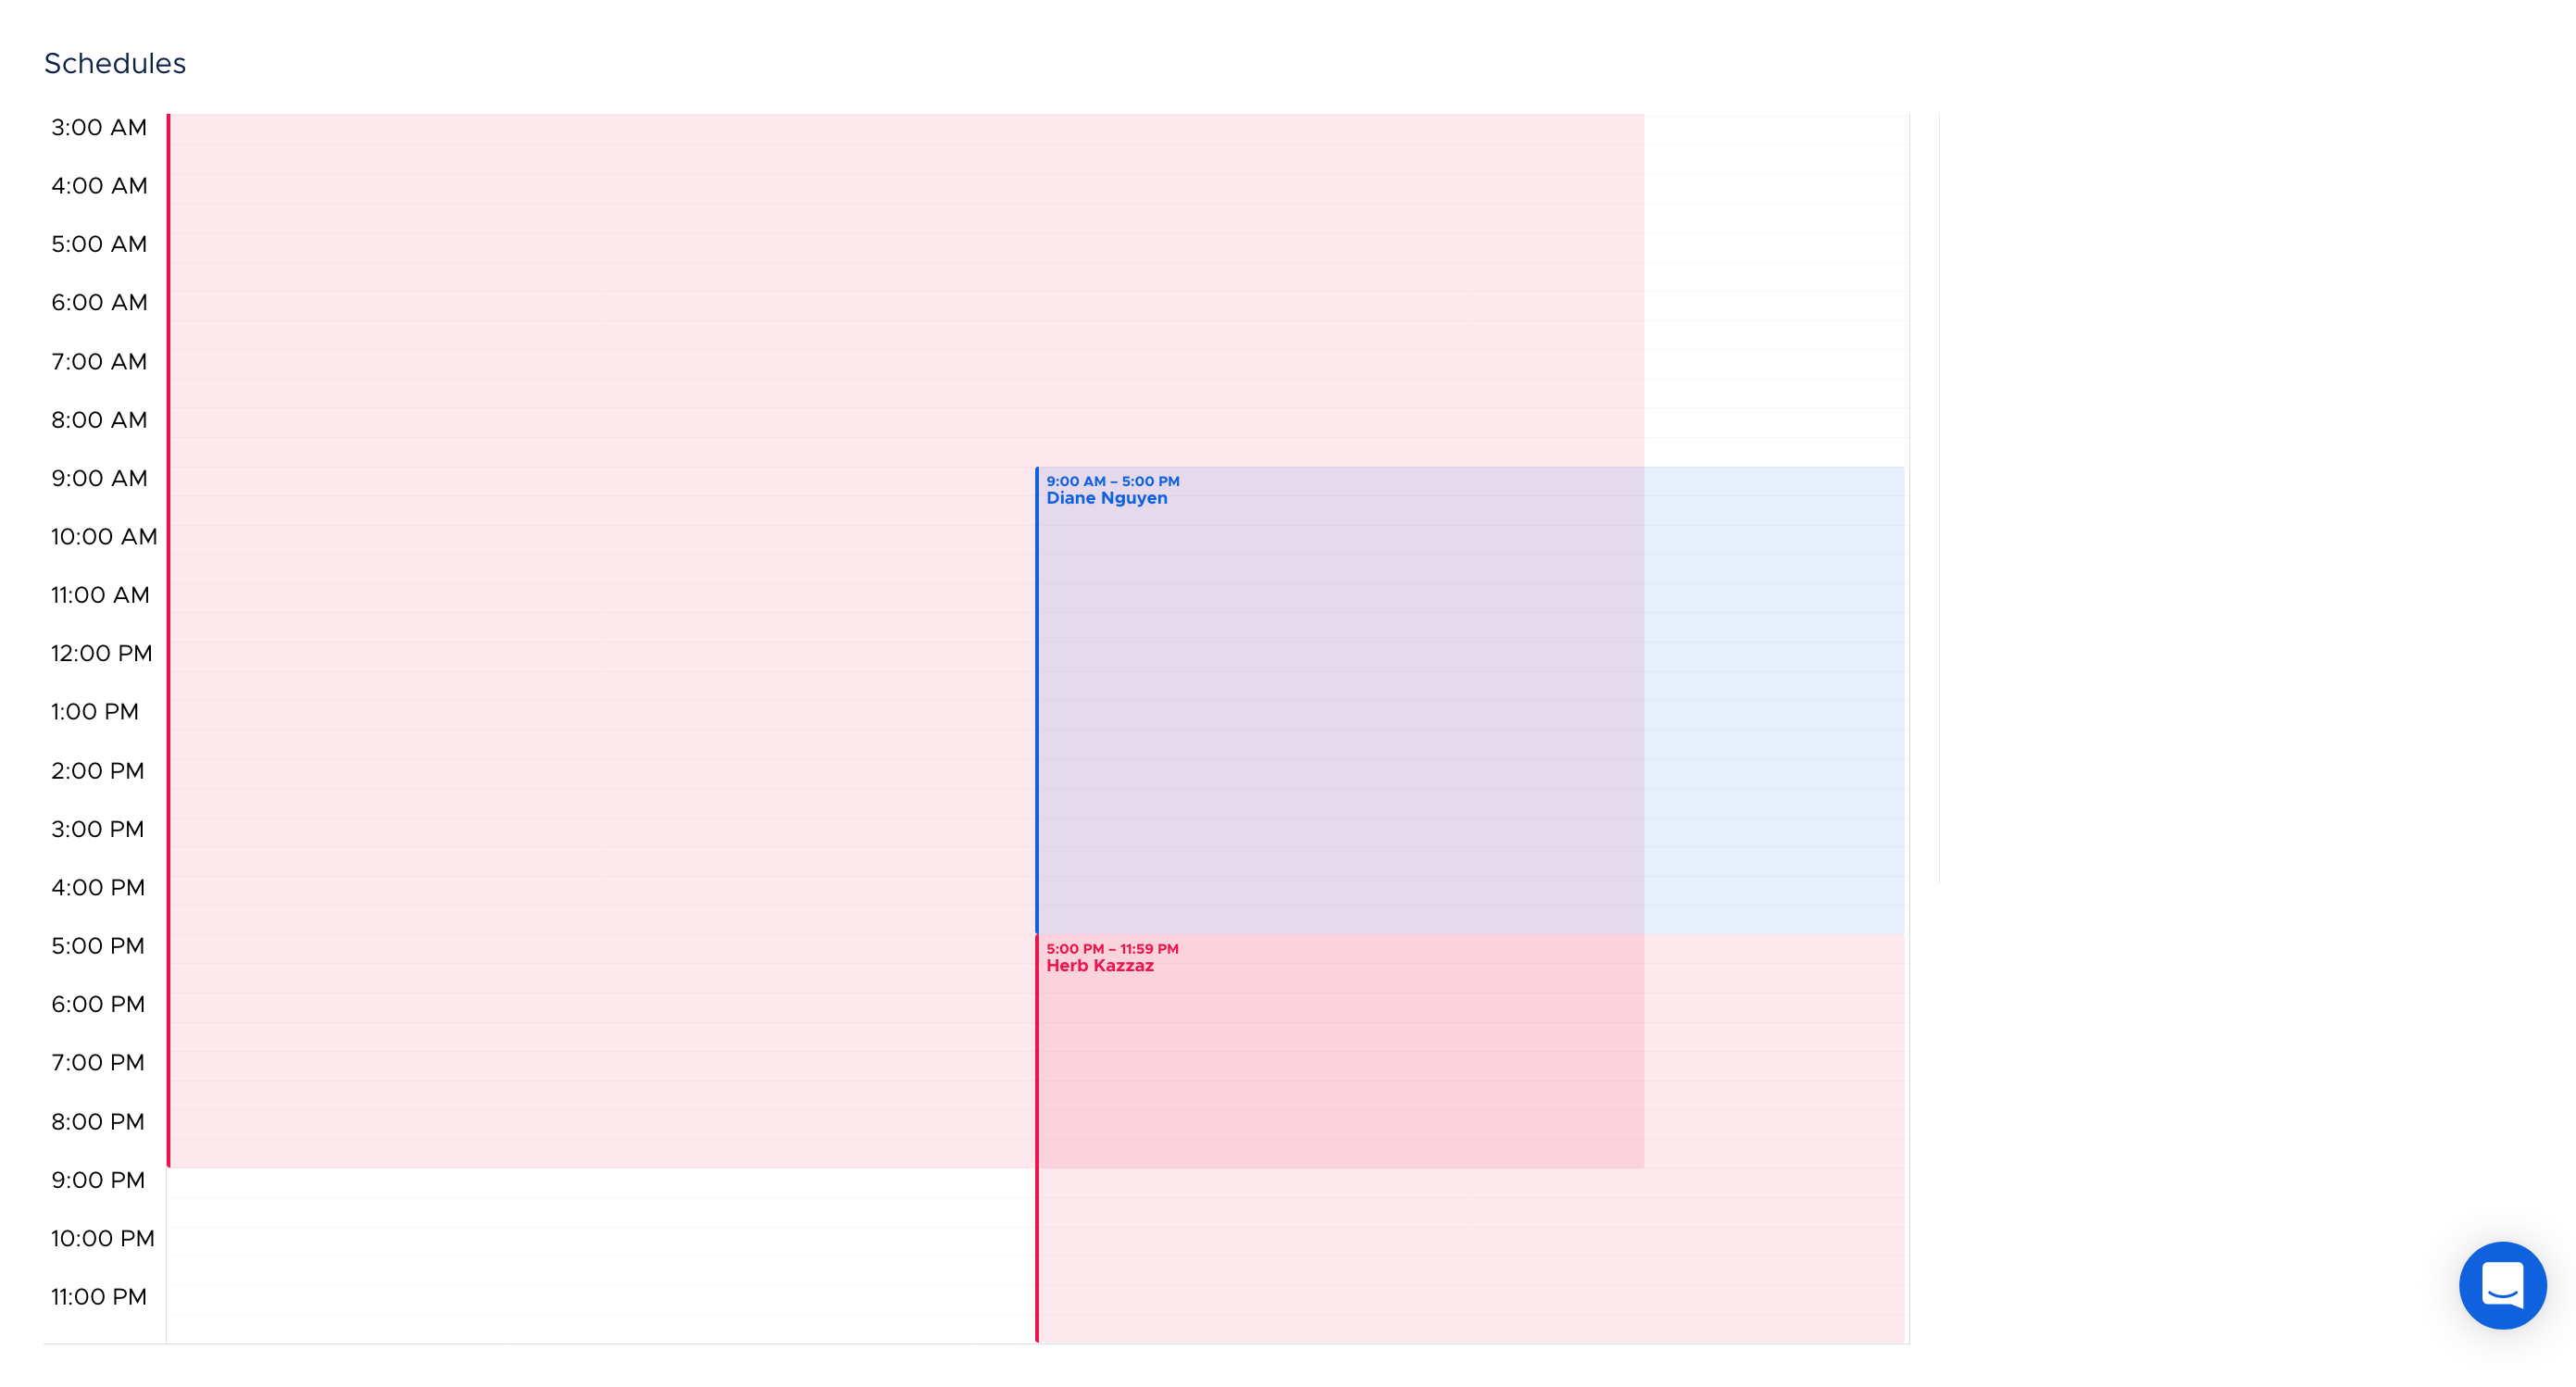 Schedules
3:00 AM
4:00 AM
5:00 AM
6:00 AM
7:00 AM
8:00 AM
9:00 AM
9:00 AM – 5:00 PM
Diane Nguyen
10:00 AM
11:00 AM
12:00 PM
1:00 PM
2:00 PM
3:00 PM
4:00 PM
5:00 PM
5:00 PM – 11:59 PM
Herb Kazzaz
6:00 PM
7:00 PM
8:00 PM
9:00 PM
10:00 PM
11:00 PM